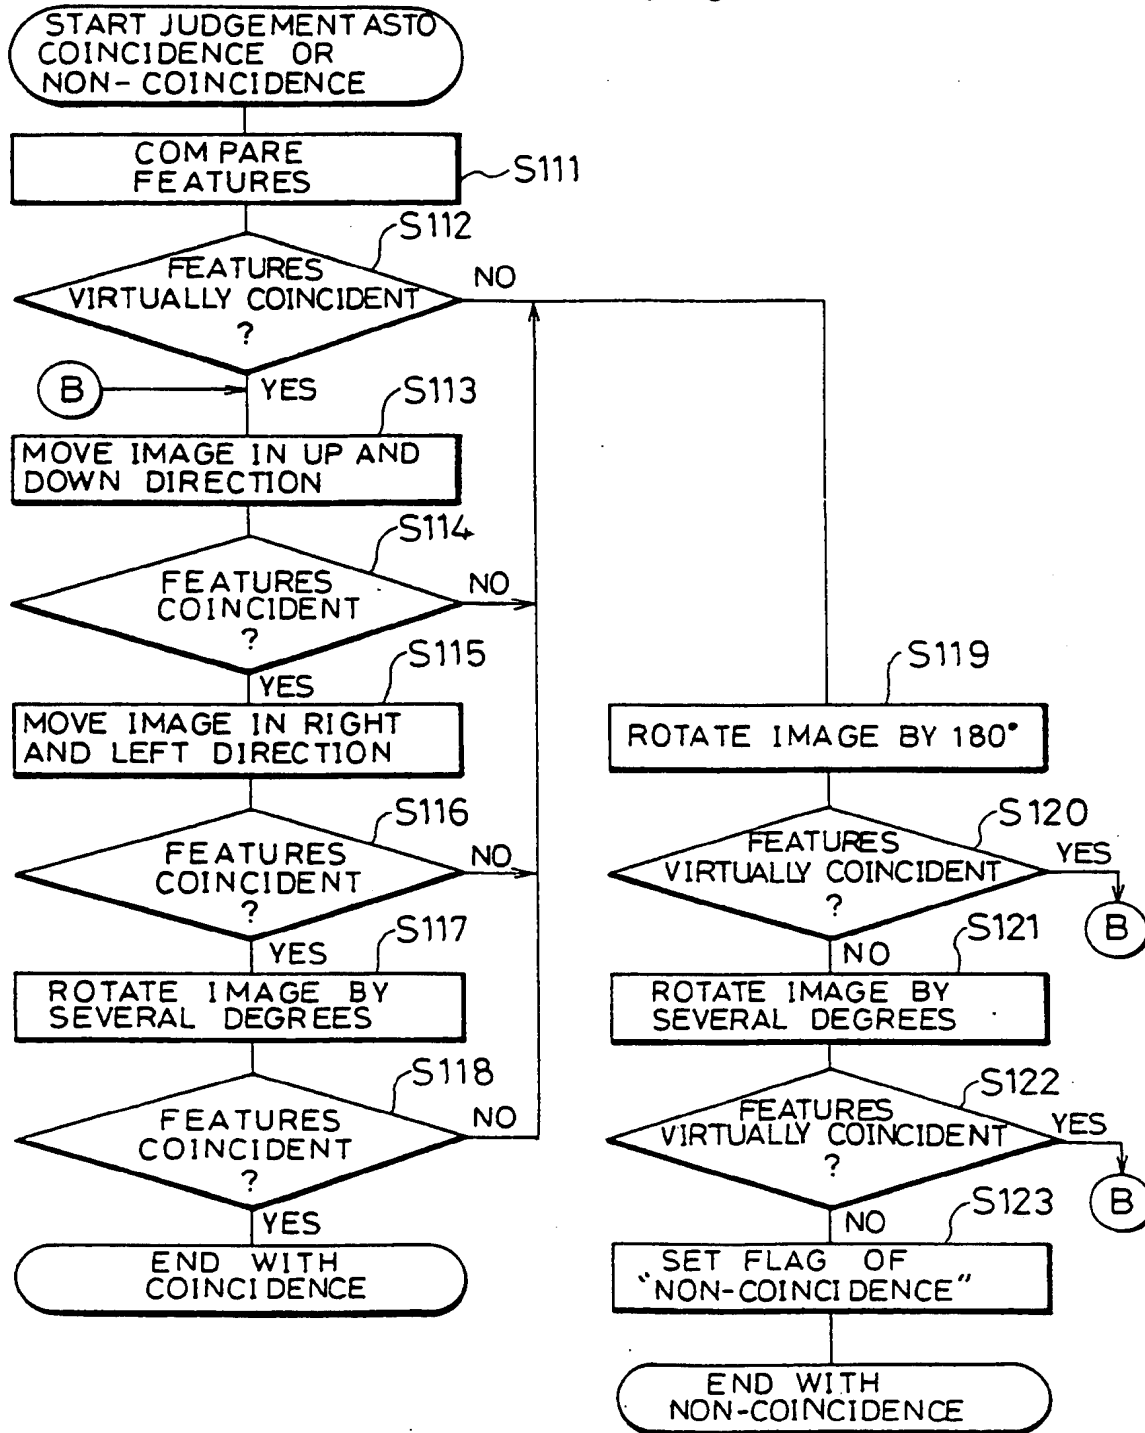 START JUDGEMENT ASTO
COINCIDENCE OR
NON-COINCIDENCE
COMPARE
FEATURES
S111
S112
FEATURES
VIRTUALLY COINCIDENT
?
NO
B
YES
S113
MOVE IMAGE IN UP AND
DOWN DIRECTION
S114
FEATURES
COINCIDENT
?
NO
YES
S115
MOVE IMAGE IN RIGHT
AND LEFT DIRECTION
S116
FEATURES
COINCIDENT
?
NO
YES
S117
ROTATE IMAGE BY
SEVERAL DEGREES
S118
FEATURES
COINCIDENT
?
NO
YES
END WITH
COINCIDENCE
S119
ROTATE IMAGE BY 180°
S120
FEATURES
VIRTUALLY COINCIDENT
?
YES
B
NO
S121
ROTATE IMAGE BY
SEVERAL DEGREES
S122
FEATURES
VIRTUALLY COINCIDENT
?
YES
B
NO
S123
SET FLAG OF
"NON-COINCIDENCE"
END WITH
NON-COINCIDENCE